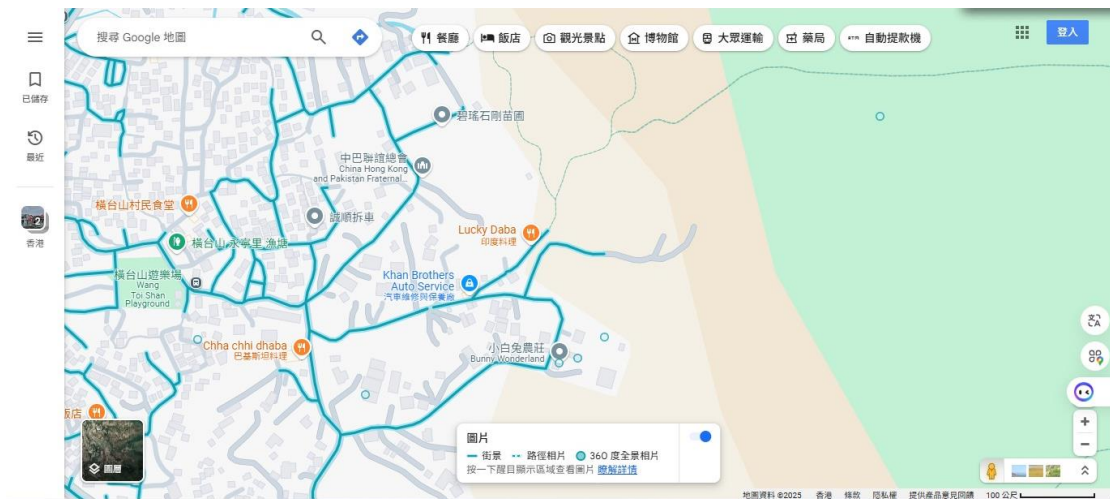 搜尋 Google 地圖
餐廳
飯店
觀光景點
博物館
大眾運輸
藥局
ATM
自動提款機
登入
已儲存
最近
2
香港
碧瑤石剛苗圃
中巴聯誼總會
China Hong Kong
and Pakistan Fraternal...
橫台山村民食堂
誠順拆車
Lucky Daba
印度料理
橫台山永寧里 漁塘
橫台山遊樂場
Wang
Toi Shan
Playground
Khan Brothers
Auto Service
汽車維修與保養廠
Chha chhi dhaba
巴基斯坦料理
小白兔農莊
Bunny Wonderland
飯店
圖層
圖片
街景
路徑相片
360 度全景相片
按一下醒目顯示區域查看圖片 瞭解詳情
地圖資料 ©2025
香港
條款
隱私權
提供產品意見回饋
100 公尺